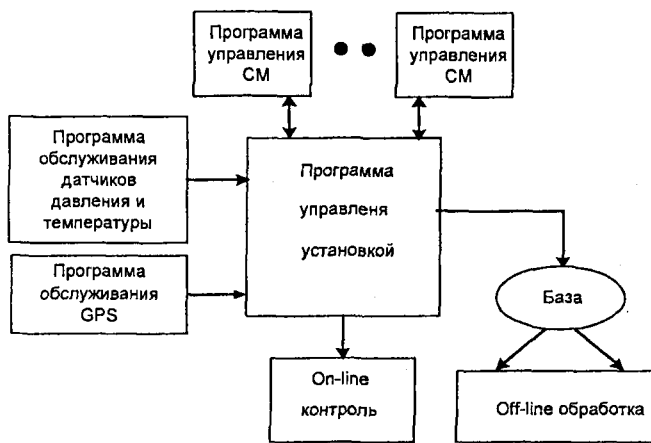 Программа
управления
СМ
Программа
управления
СМ
Программа
обслуживания
датчиков
давления и
температуры
Программа
управленя
установкой
Программа
обслуживания
GPS
База
On-line
контроль
Off-line обработка